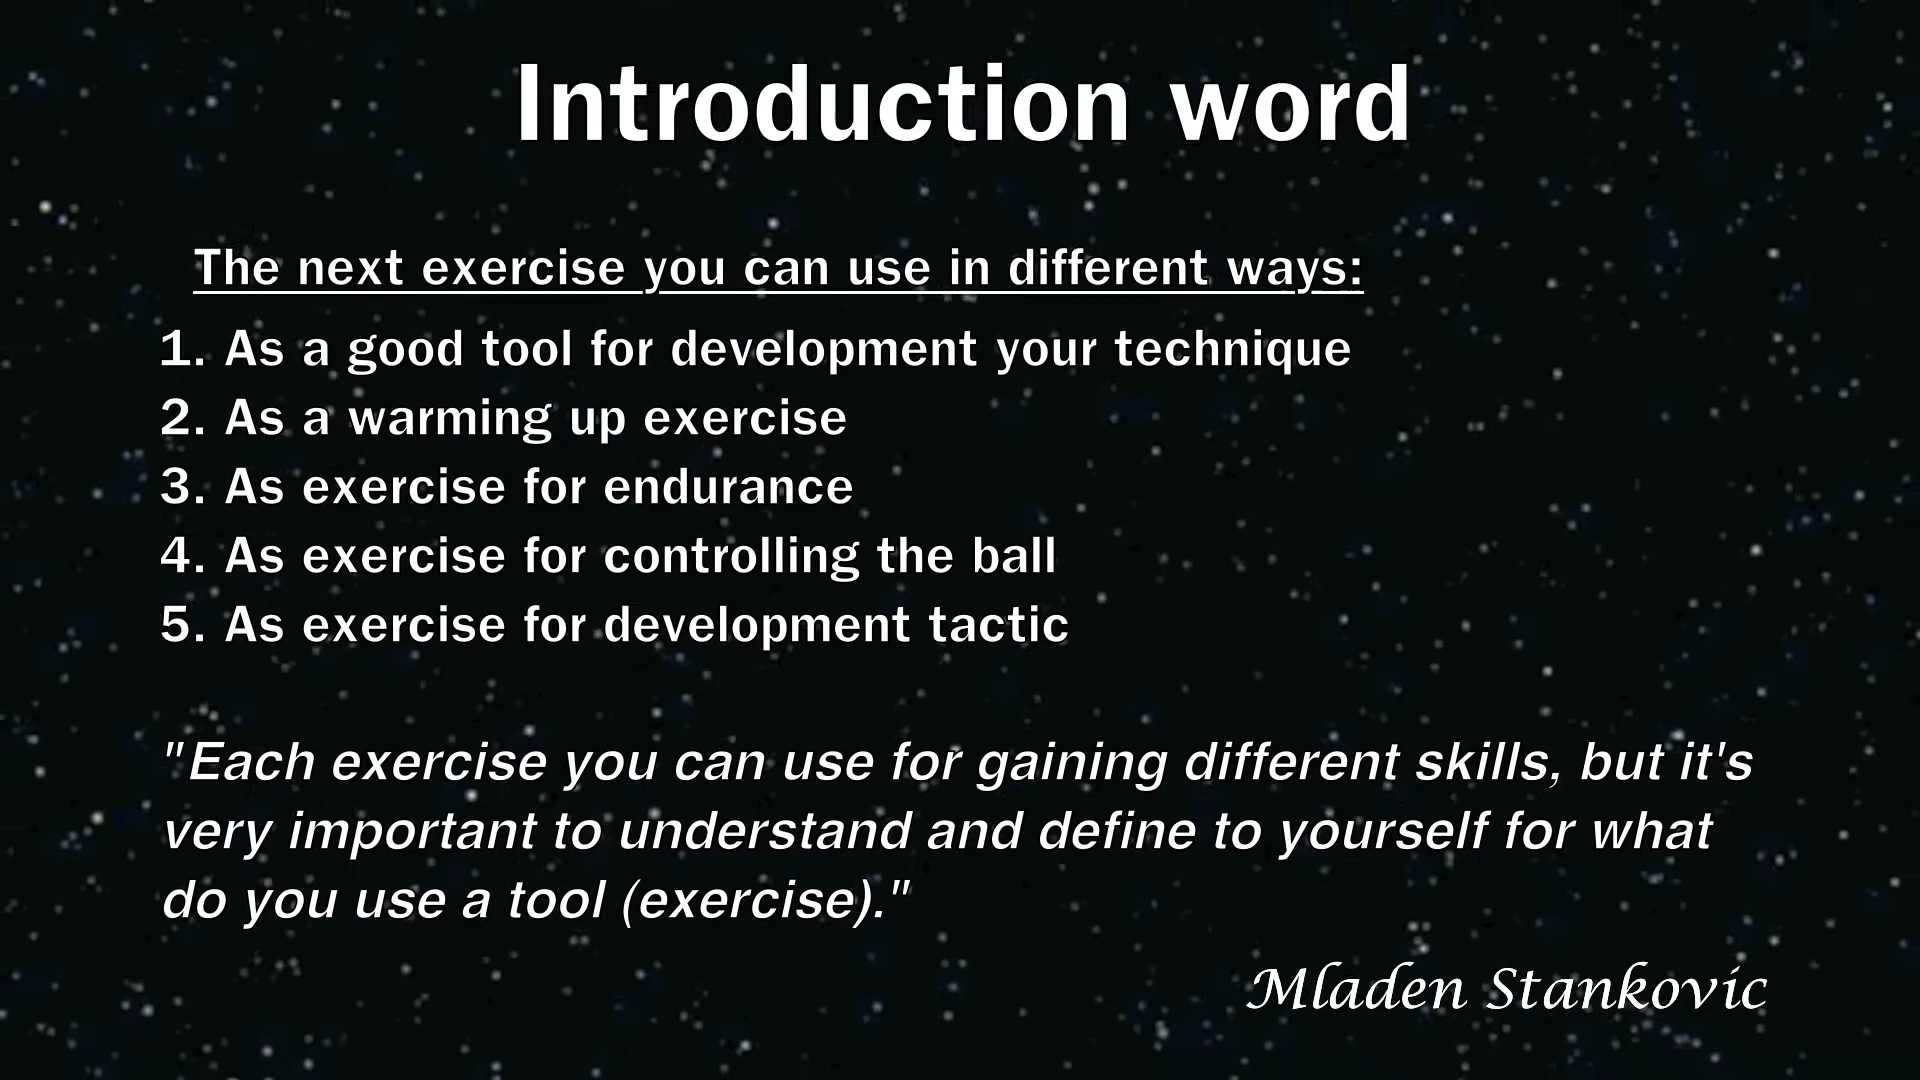 Introduction word
The next exercise you can use in different ways:
1. As a good tool for development your technique
2. As a warming up exercise
3. As exercise for endurance
4. As exercise for controlling the ball
5. As exercise for development tactic
"Each exercise you can use for gaining different skills, but it's
very important to understand and define to yourself for what
do you use a tool (exercise)."
Mladen Stankovic